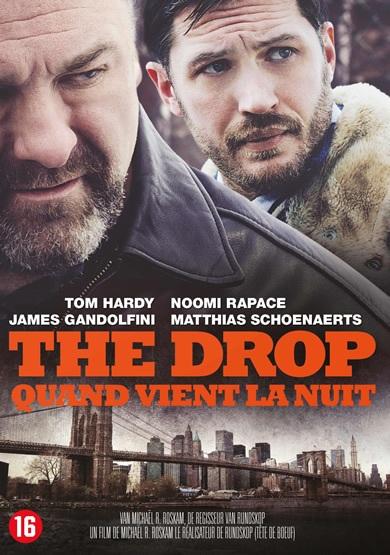 TOM HARDY NOOMI RAPACE
JAMES GANDOLFINI MATTHIAS SCHOENAERTS
THE DROP
QUAND VIENT LA NUIT
16
VAN MICHAËL R. ROSKAM, DE REGISSEUR VAN RUNDSKOP
UN FILM DE MICHAËL R. ROSKAM LE RÉALISATEUR DE RUNDSKOP (TÊTE DE BOEUF)